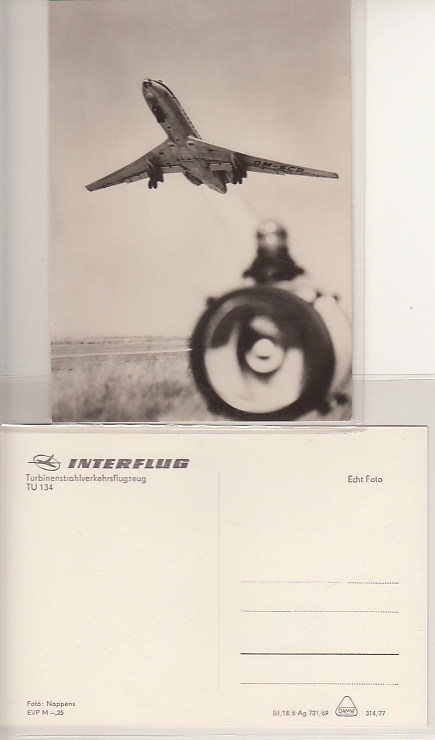 DM-SCD
INTERFLUG
Turbinenstrahlverkehrsflugzeug
TU 134
Echt Foto
Foto: Noppens
EVP M –,25
III/18/6 Ag 721/69
DAMW
314/77